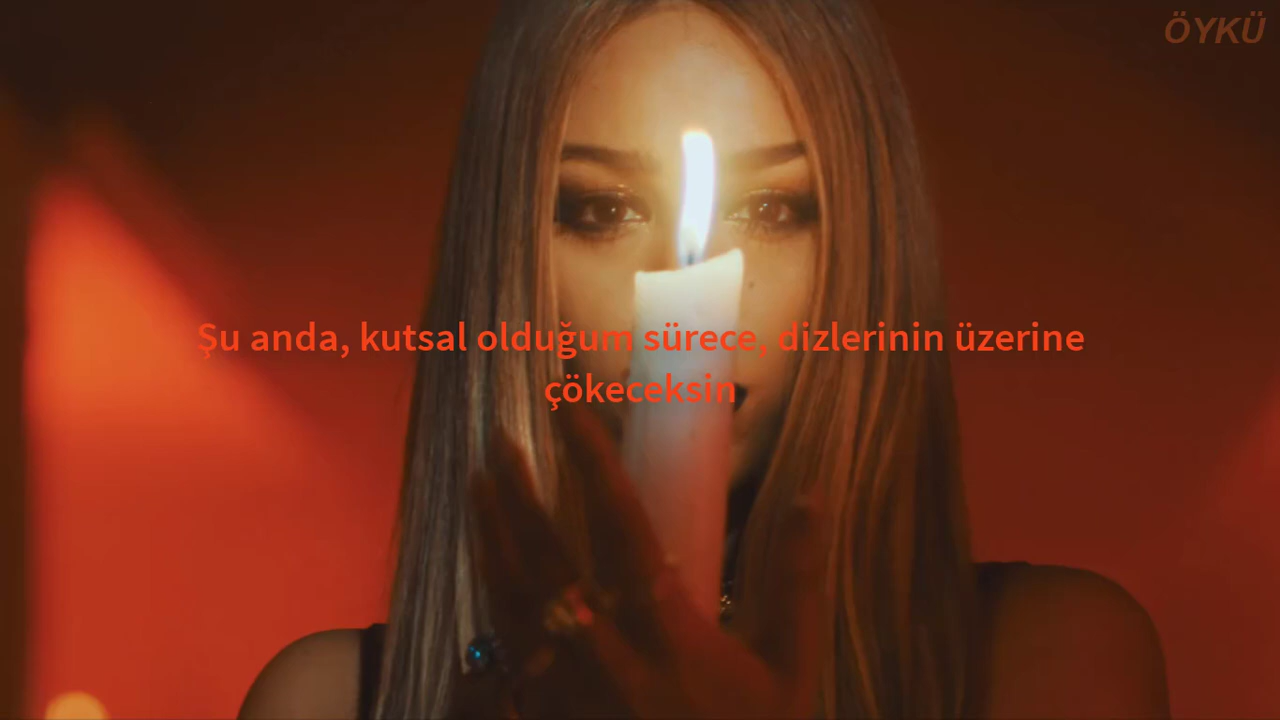 ÖYKÜ
Şu anda, kutsal olduğum sürece, dizlerinin üzerine
çökeceksin